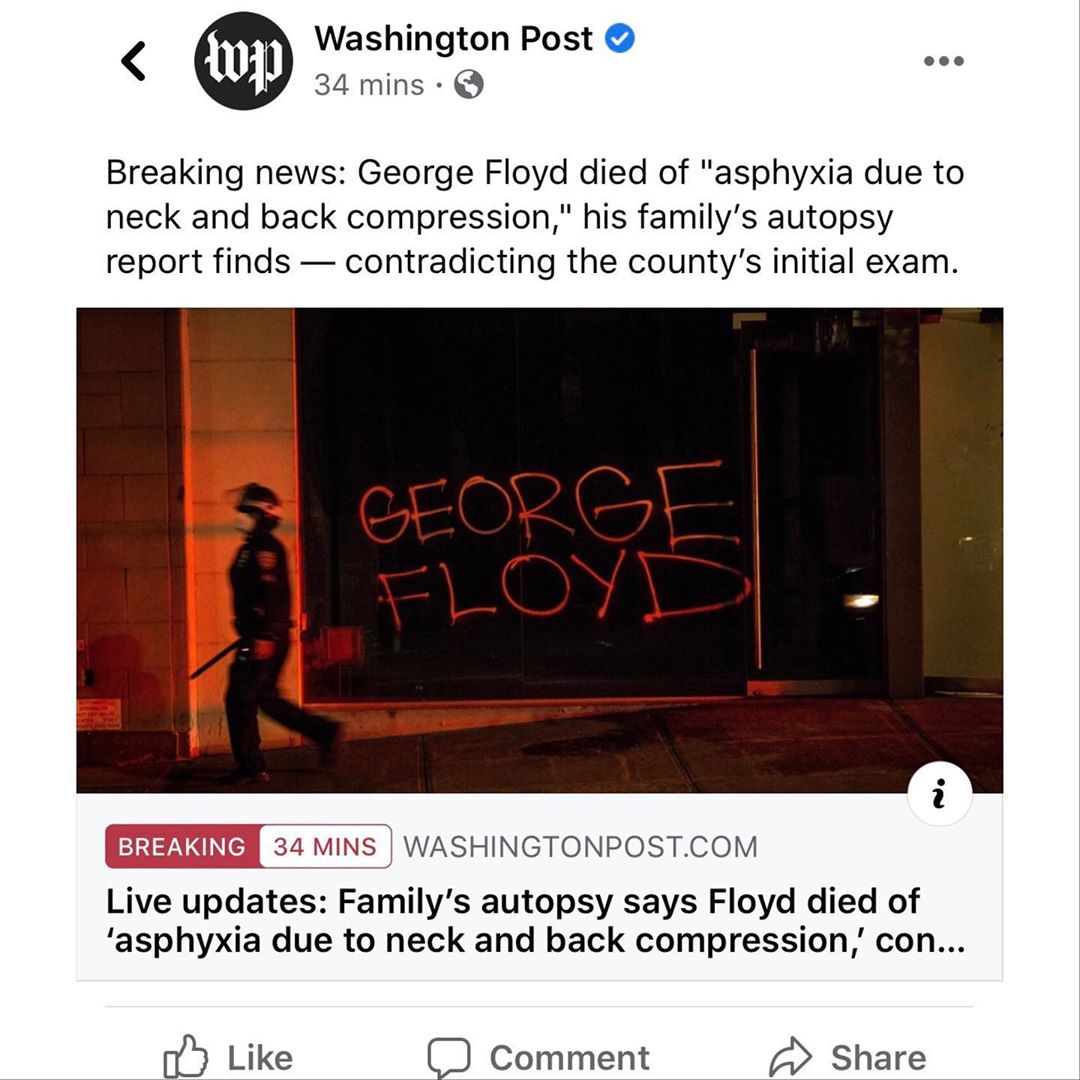 wp
Washington Post
34 mins ·
Breaking news: George Floyd died of "asphyxia due to
neck and back compression," his family’s autopsy
report finds — contradicting the county’s initial exam.
GEORGE
FLOYD
i
BREAKING 34 MINS WASHINGTONPOST.COM
Live updates: Family’s autopsy says Floyd died of
‘asphyxia due to neck and back compression,’ con...
Like Comment Share